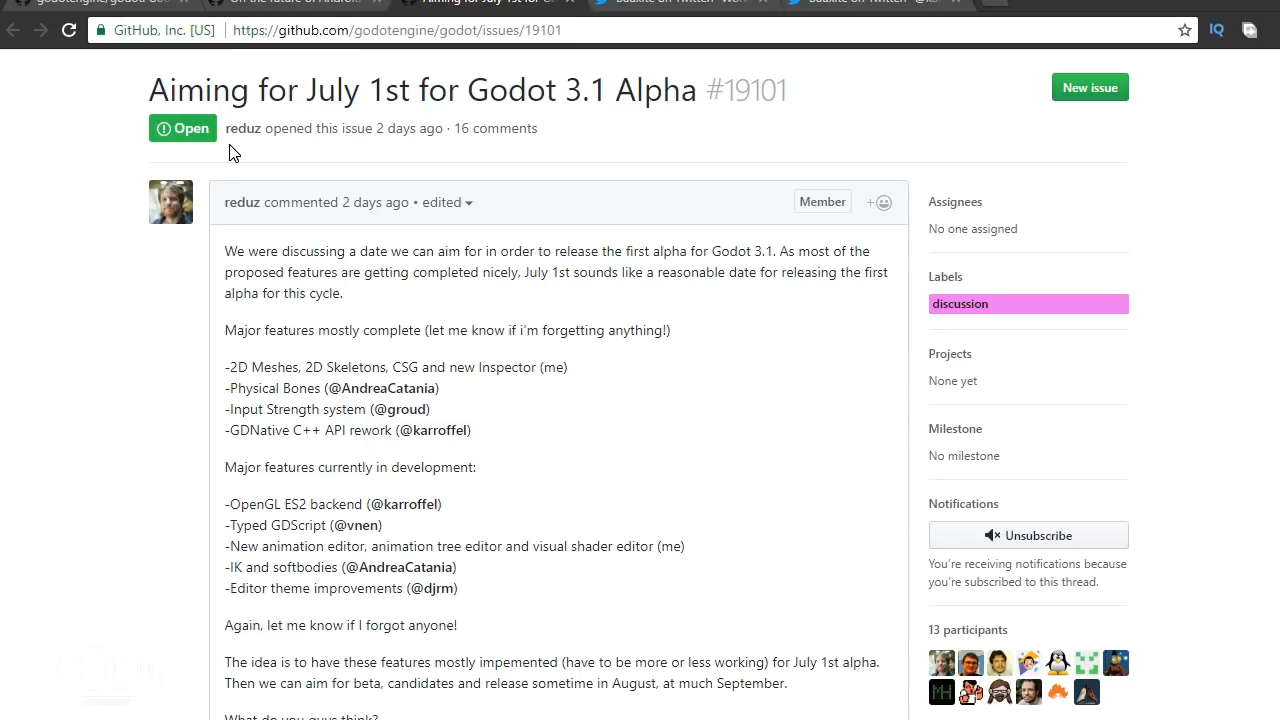 GitHub, Inc. [US]
https://github.com/godotengine/godot/issues/19101
IQ
Aiming for July 1st for Godot 3.1 Alpha #19101
New issue
Open
reduz opened this issue 2 days ago · 16 comments
reduz commented 2 days ago • edited
Member
We were discussing a date we can aim for in order to release the first alpha for Godot 3.1. As most of the
proposed features are getting completed nicely, July 1st sounds like a reasonable date for releasing the first
alpha for this cycle.
Major features mostly complete (let me know if i'm forgetting anything!)
-2D Meshes, 2D Skeletons, CSG and new Inspector (me)
-Physical Bones (@AndreaCatania)
-Input Strength system (@groud)
-GDNative C++ API rework (@karroffel)
Major features currently in development:
-OpenGL ES2 backend (@karroffel)
-Typed GDScript (@vnen)
-New animation editor, animation tree editor and visual shader editor (me)
-IK and softbodies (@AndreaCatania)
-Editor theme improvements (@djrm)
Again, let me know if I forgot anyone!
The idea is to have these feature mostly impemented (have to be more or less working) for July 1st alpha.
Then we can aim for beta, candidates and release sometime in August, at much September.
What do you guys think?
Assignees
No one assigned
Labels
discussion
Projects
None yet
Milestone
No milestone
Notifications
Unsubscribe
You're receiving notifications because
you're subscribed to this thread.
13 participants